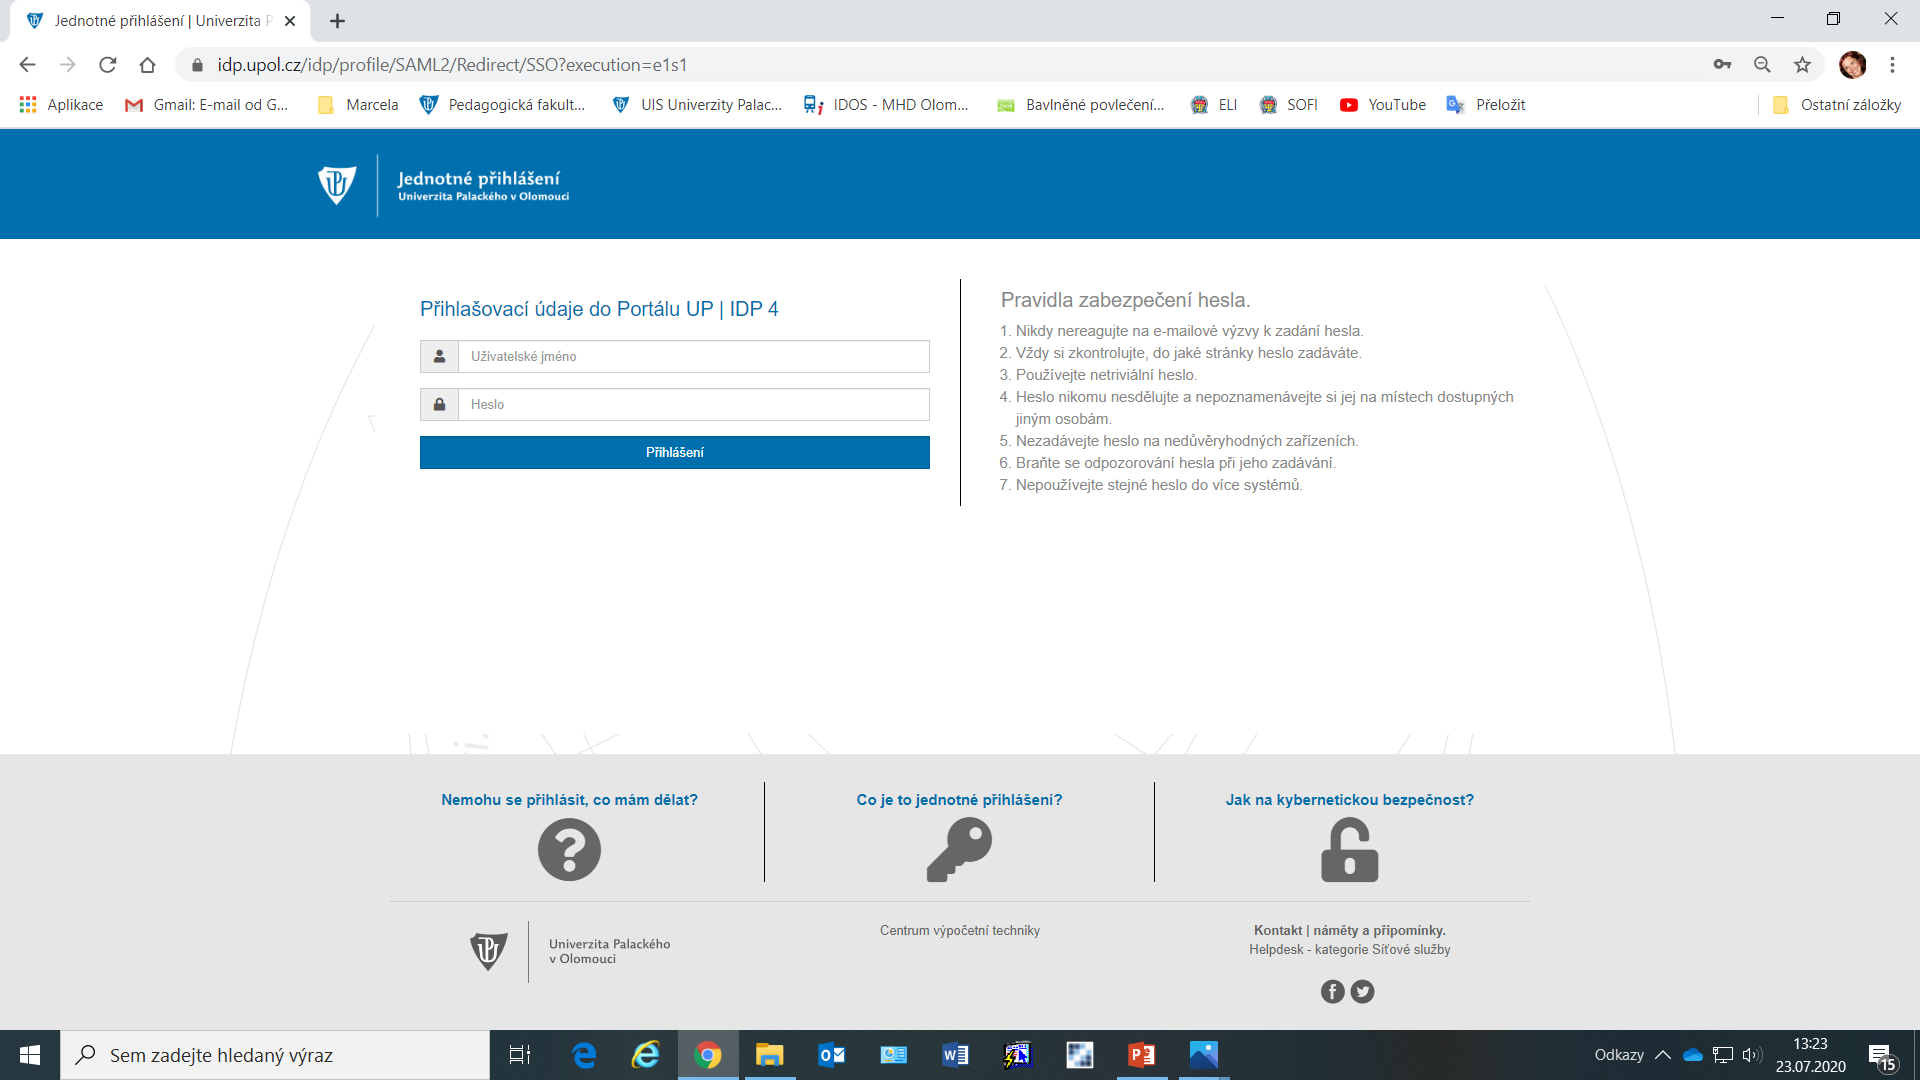 Jednotné přihlášení | Univerzita P
idp.upol.cz/idp/profile/SAML2/Redirect/SSO?execution=e1s1
Aplikace
Gmail: E-mail od G...
Marcela
Pedagogická fakult...
UIS Univerzity Palac...
IDOS - MHD Olom...
Bavlněné povlečení...
ELI
SOFI
YouTube
Přeložit
Ostatní záložky
Jednotné přihlášení
Univerzita Palackého v Olomouci
Přihlašovací údaje do Portálu UP | IDP 4
Uživatelské jméno
Heslo
Přihlášení
Pravidla zabezpečení hesla.
1. Nikdy nereagujte na e-mailové výzvy k zadání hesla.
2. Vždy si zkontrolujte, do jaké stránky heslo zadáváte.
3. Používejte netriviální heslo.
4. Heslo nikomu nesdělujte a nepoznamenávejte si jej na místech dostupných
jiným osobám.
5. Nezadávejte heslo na nedůvěryhodných zařízeních.
6. Braňte se odpozorování hesla při jeho zadávání.
7. Nepoužívejte stejné heslo do více systémů.
Nemohu se přihlásit, co mám dělat?
Co je to jednotné přihlášení?
Jak na kybernetickou bezpečnost?
Univerzita Palackého
v Olomouci
Centrum výpočetní techniky
Kontakt | náměty a připomínky.
Helpdesk - kategorie Síťové služby
Sem zadejte hledaný výraz
Odkazy
13:23
23.07.2020
15